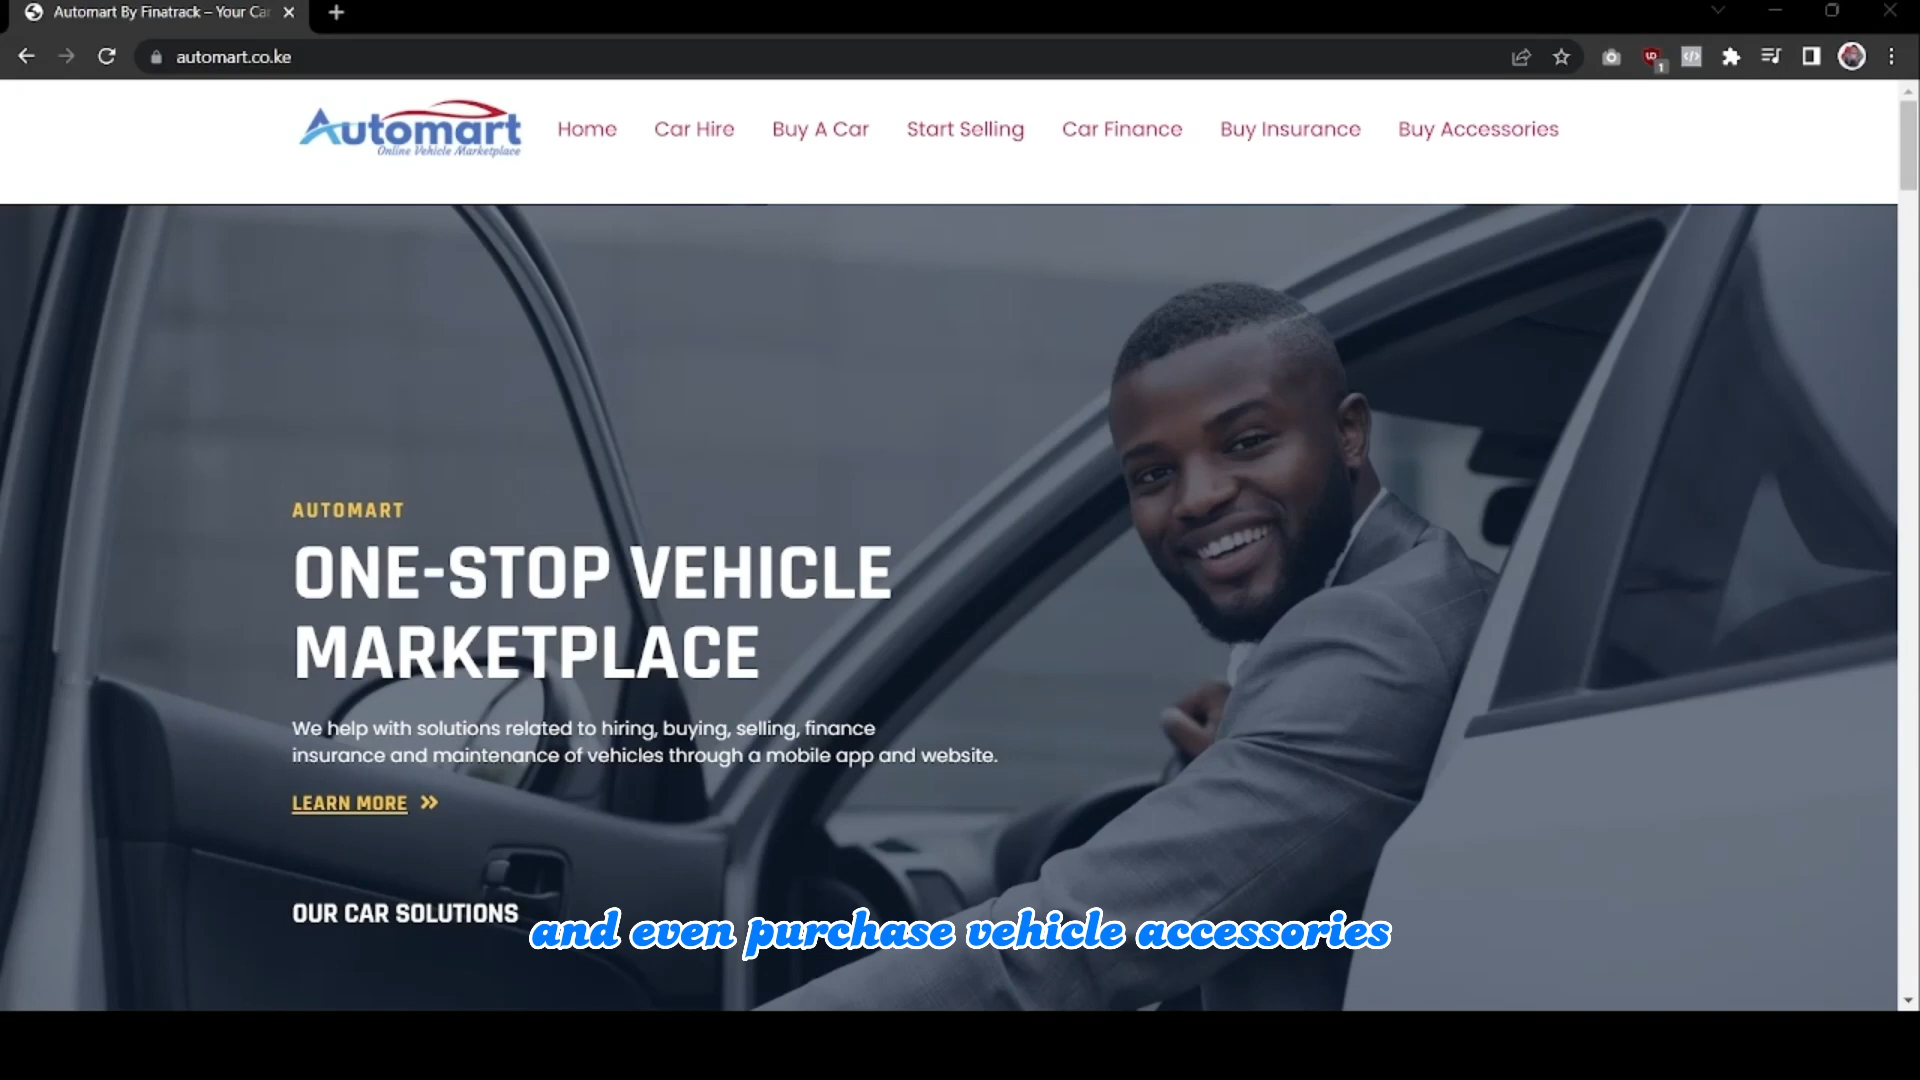 Automart By Finatrack – Your Ca
automart.co.ke
1
Automart
Online Vehicle Marketplace
Home
Car Hire
Buy A Car
Start Selling
Car Finance
Buy Insurance
Buy Accessories
AUTOMART
ONE-STOP VEHICLE
MARKETPLACE
We help with solutions related to hiring, buying, selling, finance
insurance and maintenance of vehicles through a mobile app and website.
LEARN MORE »
OUR CAR SOLUTIONS
and even purchase vehicle accessories